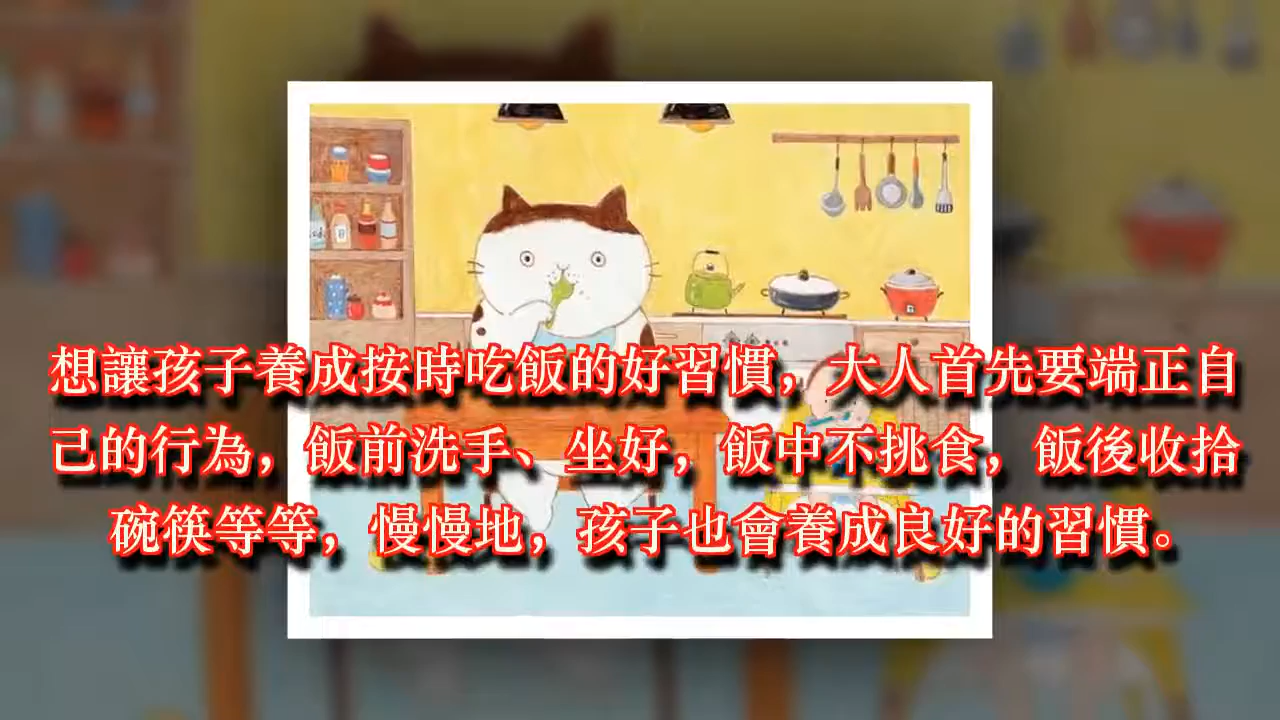 想讓孩子養成按時吃飯的好習慣，大人首先要端正自
己的行為，飯前洗手、坐好，飯中不挑食，飯後收拾
碗筷等等，慢慢地，孩子也會養成良好的習慣。